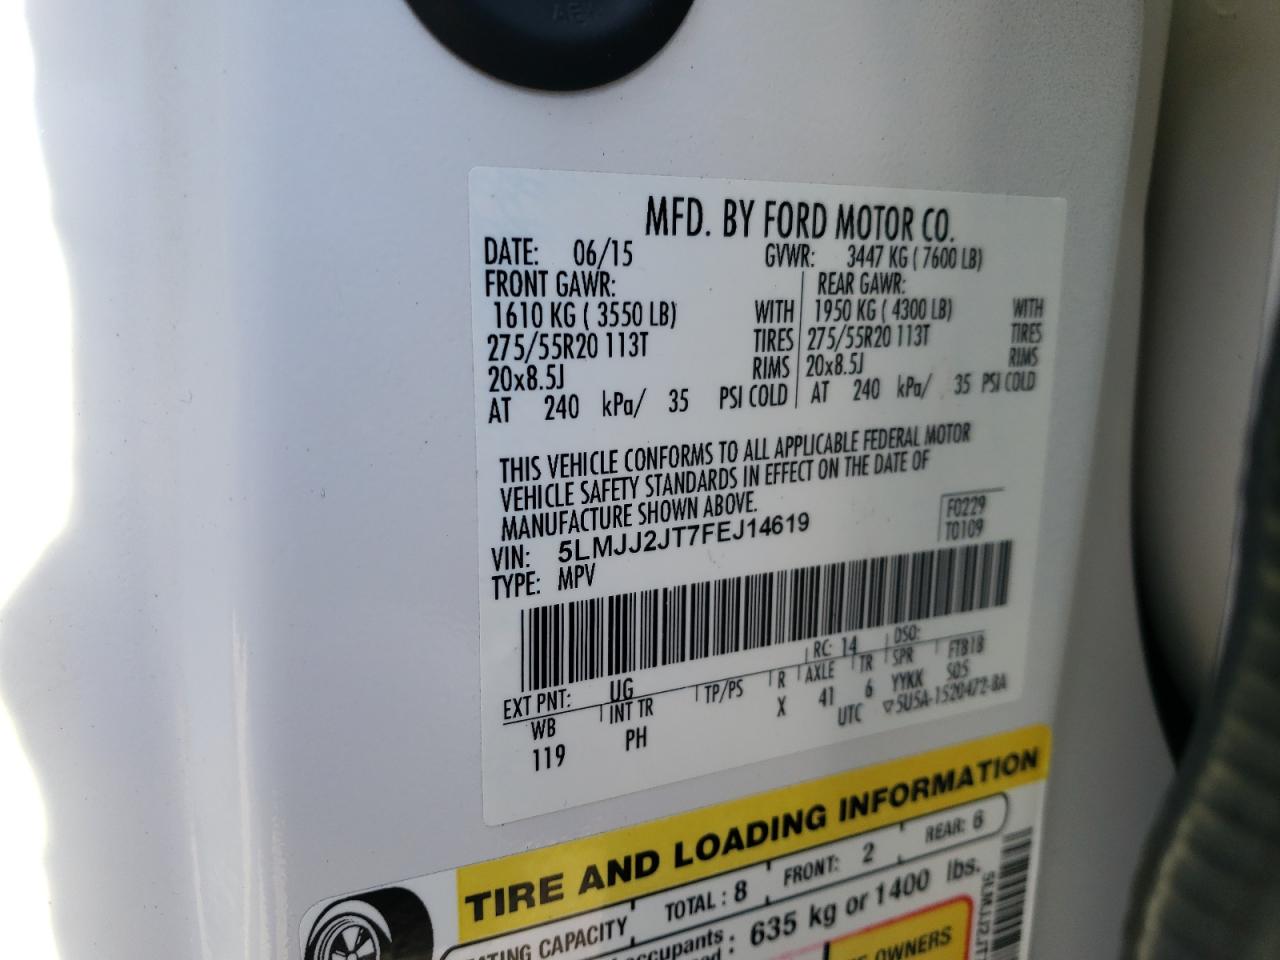 MFD. BY FORD MOTOR CO.
DATE: 06/15 GVWR: 3447 KG ( 7600 LB)
FRONT GAWR: REAR GAWR:
1610 KG ( 3550 LB) WITH 1950 KG ( 4300 LB) WITH
275/55R20 113T TIRES 275/55R20 113T TIRES
20x8.5J RIMS 20x8.5J RIMS
AT 240 kPa/ 35 PSI COLD AT 240 kPa/ 35 PSI COLD
THIS VEHICLE CONFORMS TO ALL APPLICABLE FEDERAL MOTOR
VEHICLE SAFETY STANDARDS IN EFFECT ON THE DATE OF
MANUFACTURE SHOWN ABOVE.
F0229
T0109
VIN: 5LMJJ2JT7FEJ14619
TYPE: MPV
EXT PNT: UG RC: 14 DSO: FTB1B
WB INT TR TP/PS R AXLE TR SPR S05
119 PH X 41 6 YYKK
UTC ▽5U5A-1520472-BA
TIRE AND LOADING INFORMATION
CAPACITY TOTAL : 8 FRONT: 2 REAR: 6
635 kg or 1400 lbs.
OWNERS